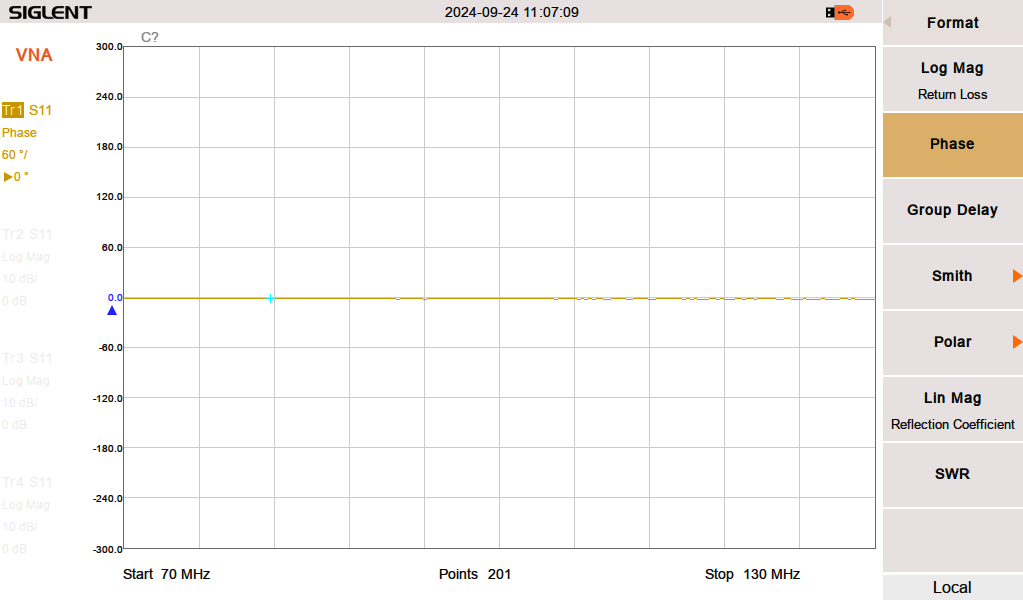 SIGLENT
2024-09-24 11:07:09
VNA
C?
Tr1 S11
Phase
60 °/
▶0 °
Tr2 S11
Log Mag
10 dB/
0 dB
Tr3 S11
Log Mag
10 dB/
0 dB
Tr4 S11
Log Mag
10 dB/
0 dB
300.0
240.0
180.0
120.0
60.0
0.0
-60.0
-120.0
-180.0
-240.0
-300.0
Start 70 MHz
Points 201
Stop 130 MHz
Format
Log Mag
Return Loss
Phase
Group Delay
Smith
Polar
Lin Mag
Reflection Coefficient
SWR
Local